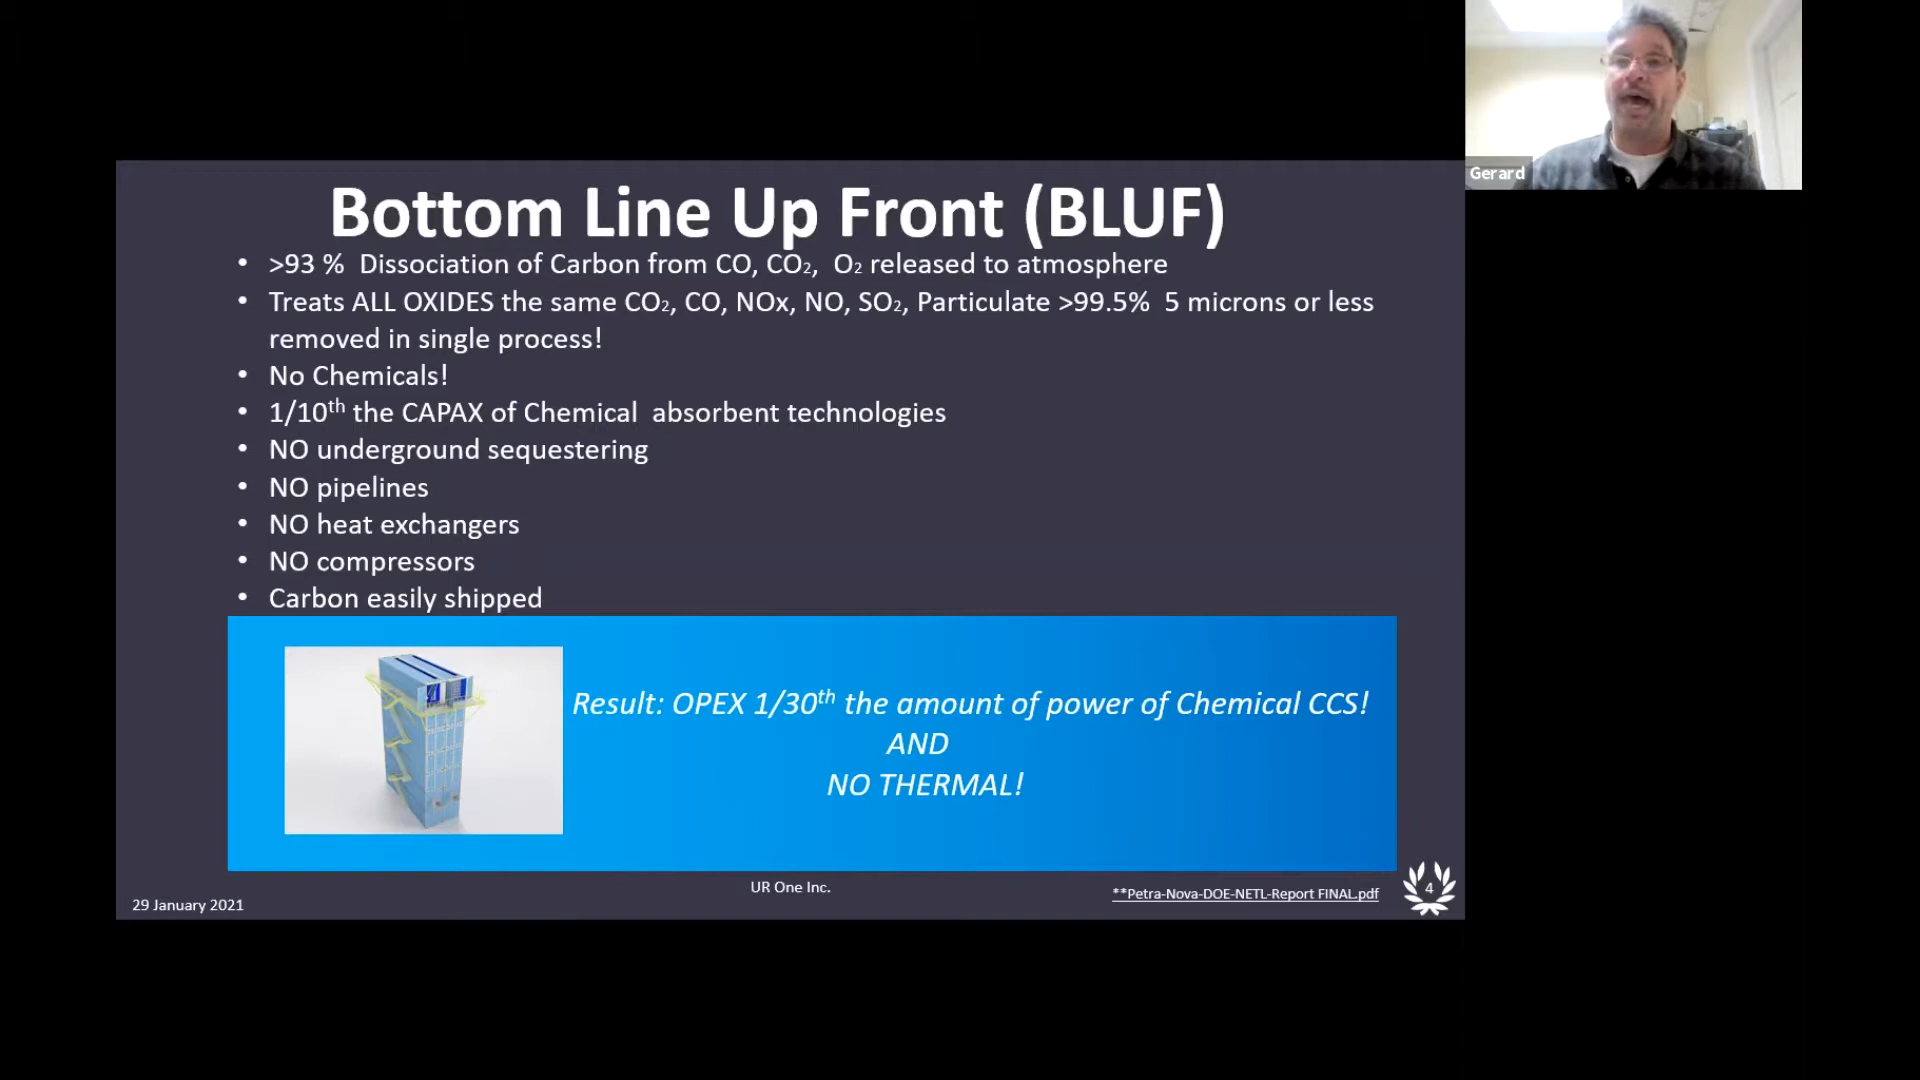 Gerard
Bottom Line Up Front (BLUF)
• >93 % Dissociation of Carbon from CO, CO₂, O₂ released to atmosphere
• Treats ALL OXIDES the same CO₂, CO, NOx, NO, SO₂, Particulate >99.5% 5 microns or less
removed in single process!
• No Chemicals!
• 1/10th the CAPAX of Chemical absorbent technologies
• NO underground sequestering
• NO pipelines
• NO heat exchangers
• NO compressors
• Carbon easily shipped
Result: OPEX 1/30th the amount of power of Chemical CCS!
AND
NO THERMAL!
29 January 2021
UR One Inc.
**Petra-Nova-DOE-NETL-Report FINAL.pdf
4